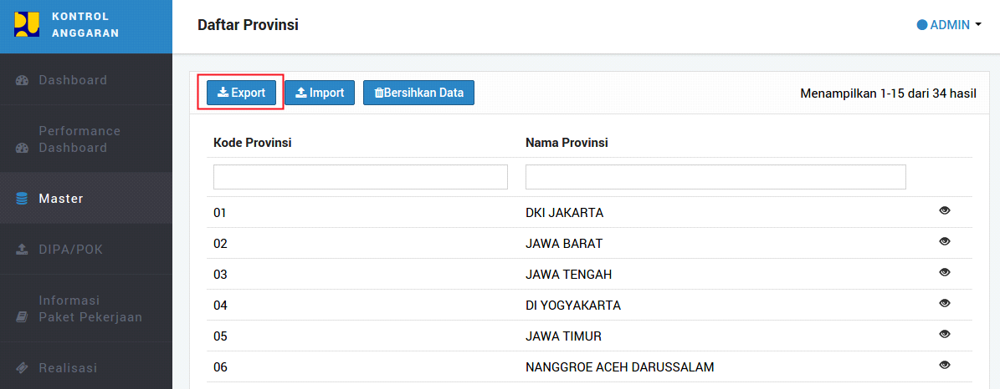 KONTROL
ANGGARAN
Daftar Provinsi
ADMIN
Dashboard
Performance
Dashboard
Master
DIPA/POK
Informasi
Paket Pekerjaan
Realisasi
Export Import Bersihkan Data Menampilkan 1-15 dari 34 hasil
Kode Provinsi Nama Provinsi
01 DKI JAKARTA
02 JAWA BARAT
03 JAWA TENGAH
04 DI YOGYAKARTA
05 JAWA TIMUR
06 NANGGROE ACEH DARUSSALAM